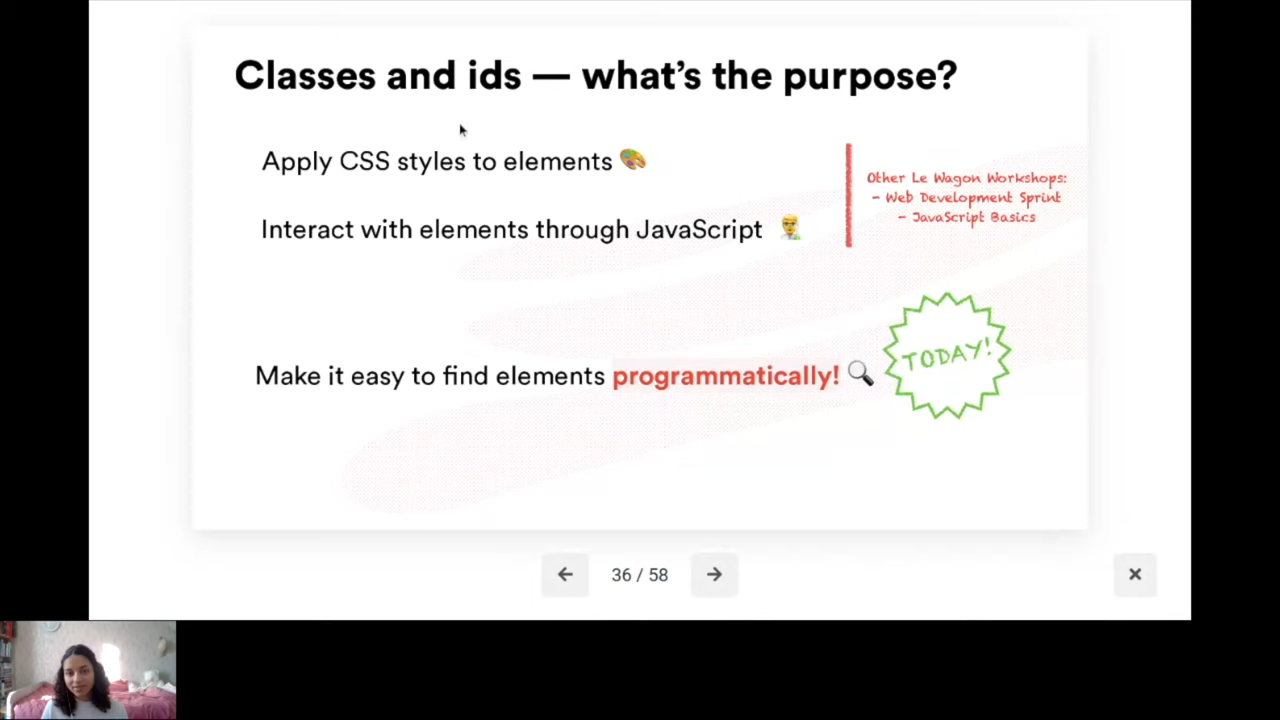 Classes and ids — what's the purpose?
Apply CSS styles to elements
Interact with elements through JavaScript
Other Le Wagon Workshops:
- Web Development Sprint
- JavaScript Basics
Make it easy to find elements programmatically!
TODAY!
36 / 58